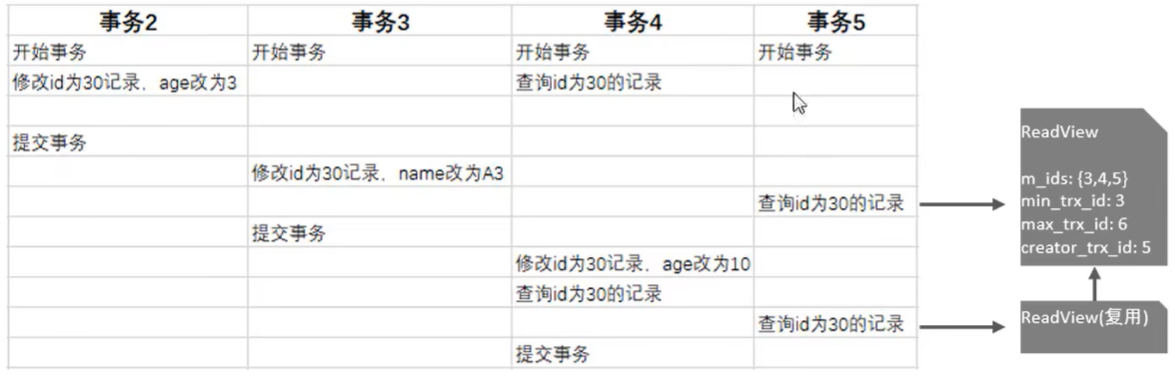 事务2 事务3 事务4 事务5
开始事务 开始事务 开始事务 开始事务
修改id为30记录，age改为3 查询id为30的记录
提交事务
修改id为30记录，name改为A3
查询id为30的记录
提交事务
修改id为30记录，age改为10
查询id为30的记录
查询id为30的记录
提交事务
ReadView
m_ids: {3,4,5}
min_trx_id: 3
max_trx_id: 6
creator_trx_id: 5
ReadView(复用)